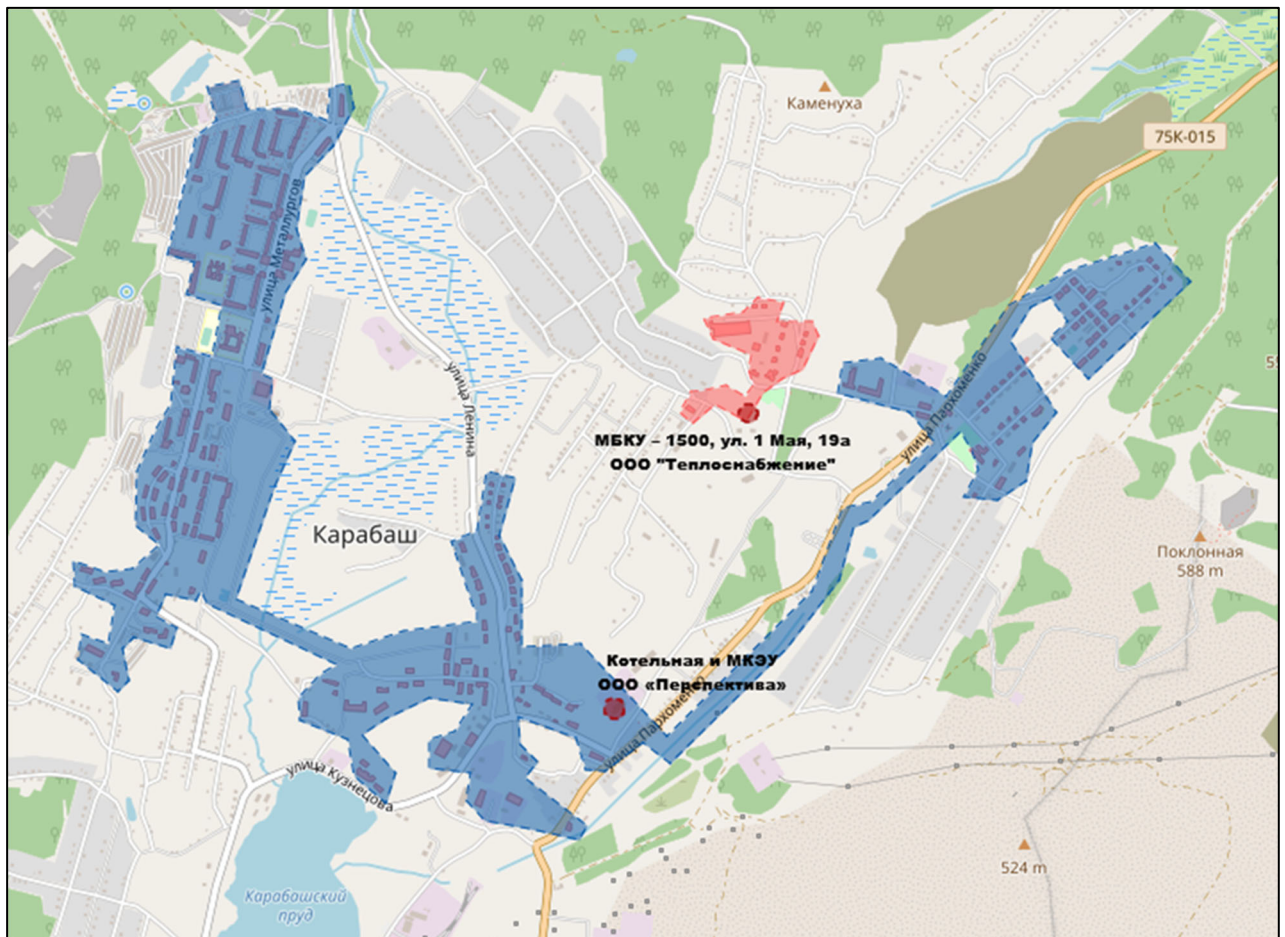 Каменуха
75К-015
улица Металлургов
улица Ленина
улица Пархоменко
МБКУ – 1500, ул. 1 Мая, 19а
ООО "Теплоснабжение"
Карабаш
Поклонная
588 m
Котельная и МКЭУ
ООО «Перспектива»
улица Пархоменко
улица Кузнецова
524 m
Карабашский
пруд